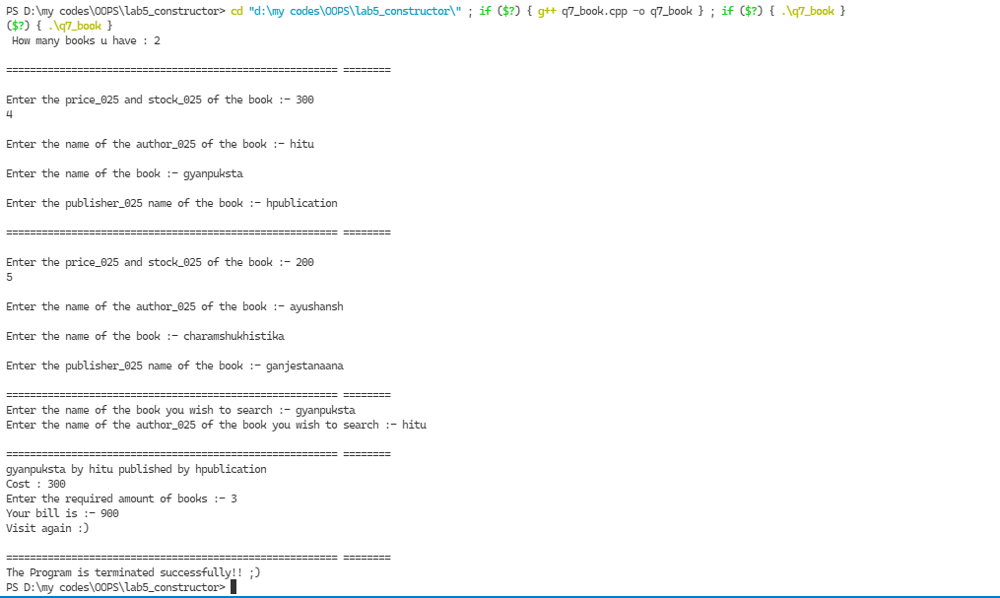 PS D:\my codes\OOPS\lab5_constructor> cd "d:\my codes\OOPS\lab5_constructor\" ; if ($?) { g++ q7_book.cpp -o q7_book } ; if ($?) { .\q7_book }
($?) { .\q7_book }
How many books u have : 2
======================================================== ========
Enter the price_025 and stock_025 of the book :- 300
4
Enter the name of the author_025 of the book :- hitu
Enter the name of the book :- gyanpuksta
Enter the publisher_025 name of the book :- hpublication
======================================================== ========
Enter the price_025 and stock_025 of the book :- 200
5
Enter the name of the author_025 of the book :- ayushansh
Enter the name of the book :- charamshukhistika
Enter the publisher_025 name of the book :- ganjestanaana
======================================================== ========
Enter the name of the book you wish to search :- gyanpuksta
Enter the name of the author_025 of the book you wish to search :- hitu
======================================================== ========
gyanpuksta by hitu published by hpublication
Cost : 300
Enter the required amount of books :- 3
Your bill is :- 900
Visit again :)
======================================================== ========
The Program is terminated successfully!! ;)
PS D:\my codes\OOPS\lab5_constructor>